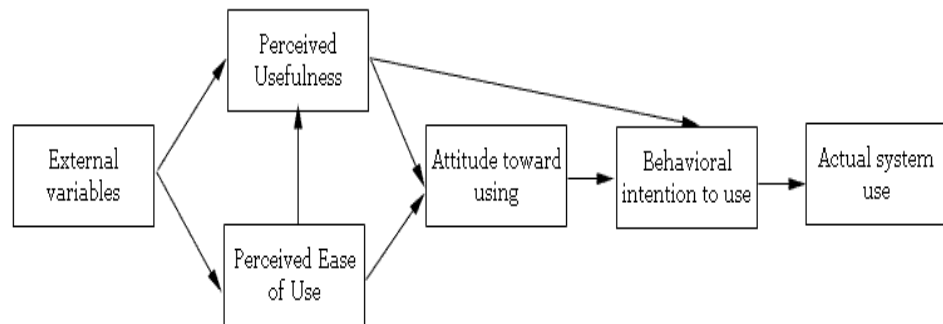 Perceived
Usefulness
External
variables
Attitude toward
using
Behavioral
intention to use
Actual system
use
Perceived Ease
of Use